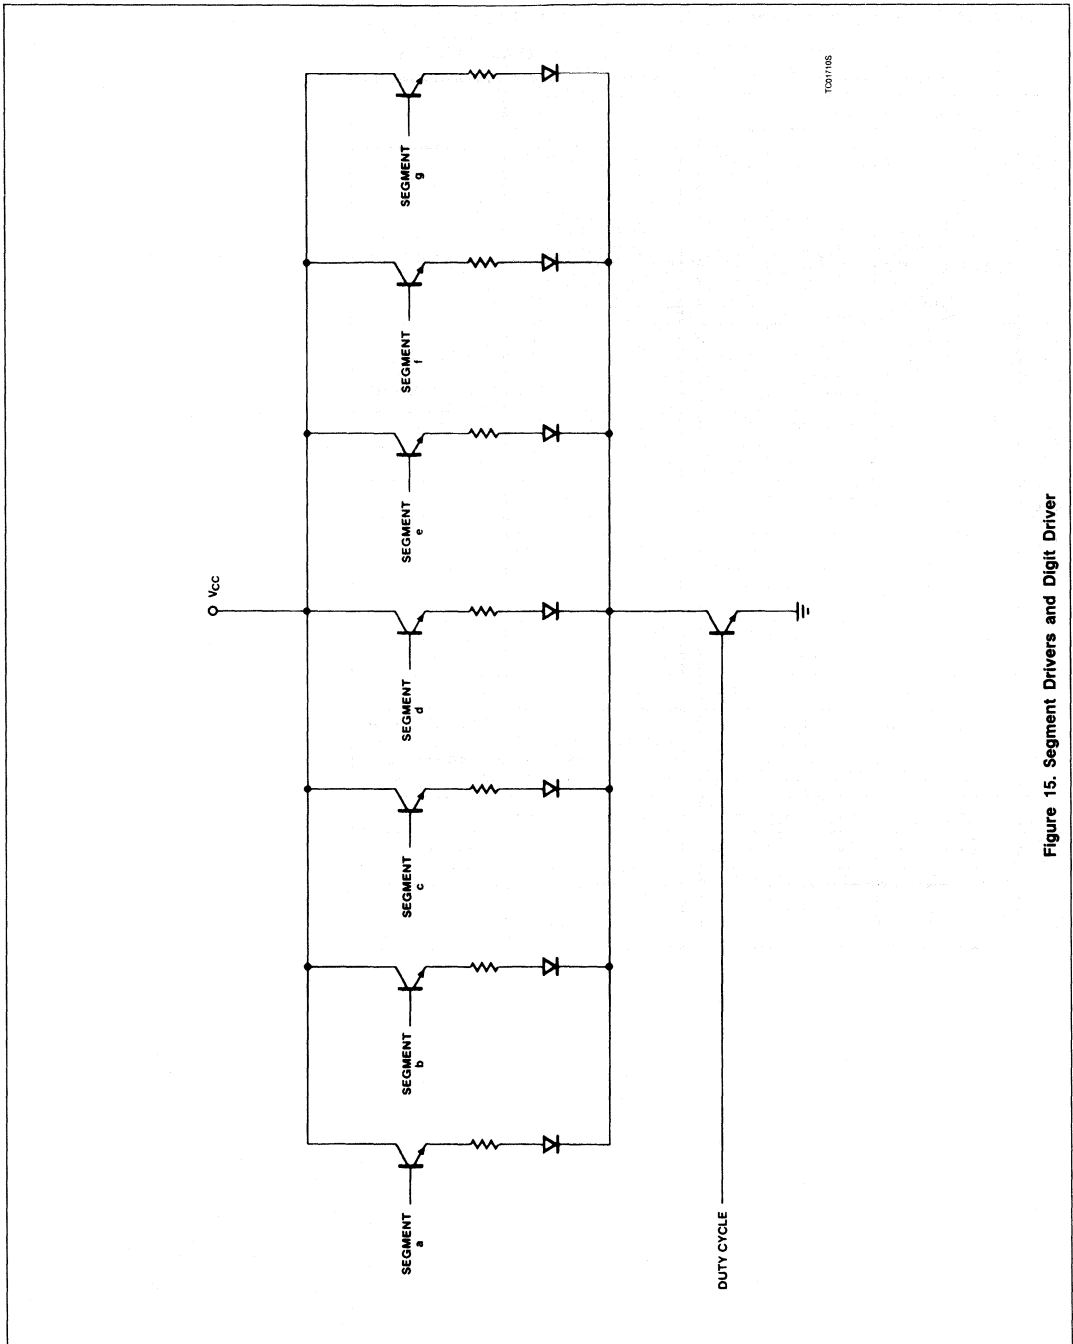 VCC
SEGMENT
a
SEGMENT
b
SEGMENT
c
SEGMENT
d
SEGMENT
e
SEGMENT
f
SEGMENT
g
DUTY CYCLE
TC01710S
Figure 15. Segment Drivers and Digit Driver